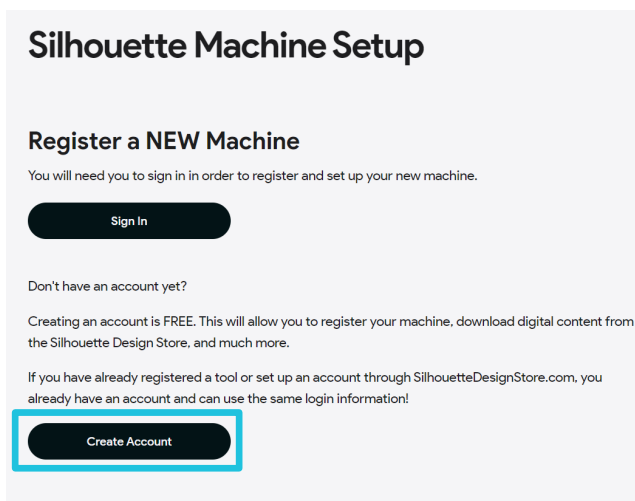 Silhouette Machine Setup
Register a NEW Machine
You will need you to sign in in order to register and set up your new machine.
Sign In
Don't have an account yet?
Creating an account is FREE. This will allow you to register your machine, download digital content from
the Silhouette Design Store, and much more.
If you have already registered a tool or set up an account through SilhouetteDesignStore.com, you
already have an account and can use the same login information!
Create Account